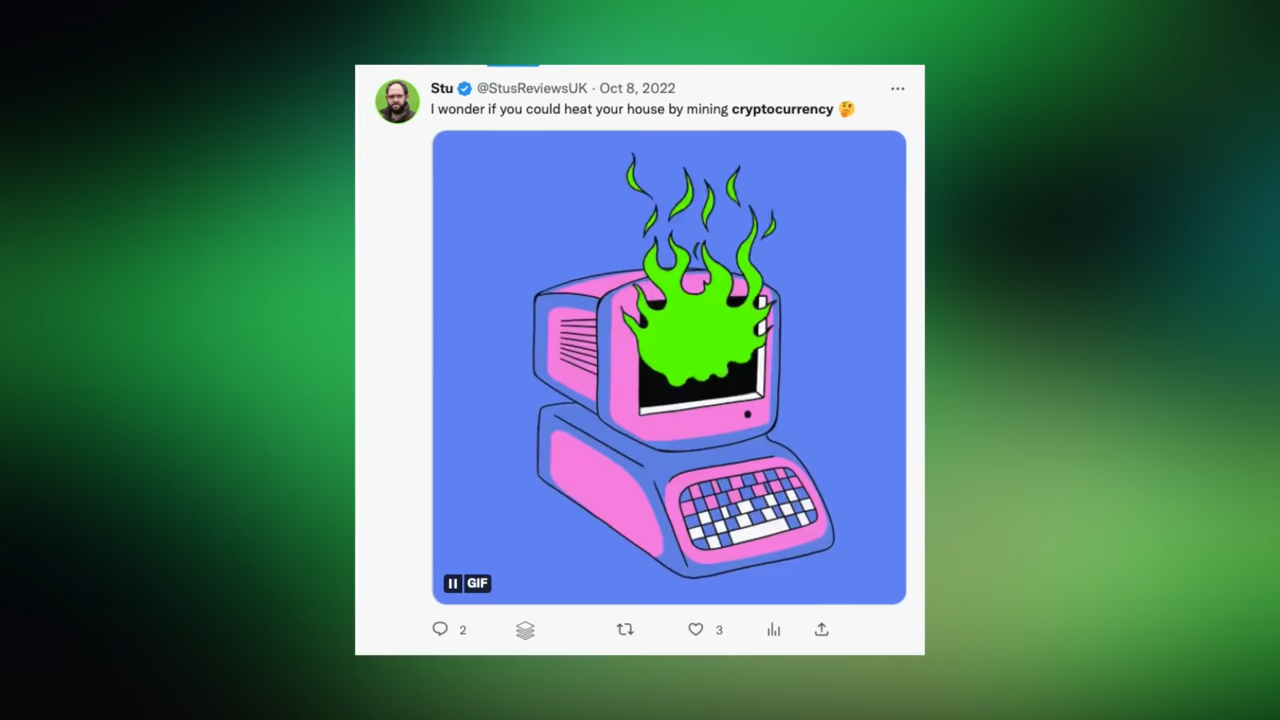 Stu @StusReviewsUK · Oct 8, 2022
I wonder if you could heat your house by mining cryptocurrency 🤔
GIF
2 3